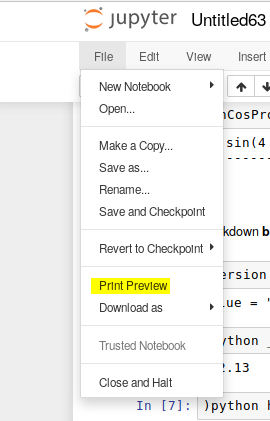 jupyter Untitled63
File Edit View Insert
New Notebook
Open...
nCosPro
Make a Copy...
sin(4
Save as...
Rename...
Save and Checkpoint
kdown b
Revert to Checkpoint
ersion
Print Preview
lue = '
Download as
)python _
Trusted Notebook
2.13
Close and Halt
In [7]: )python h